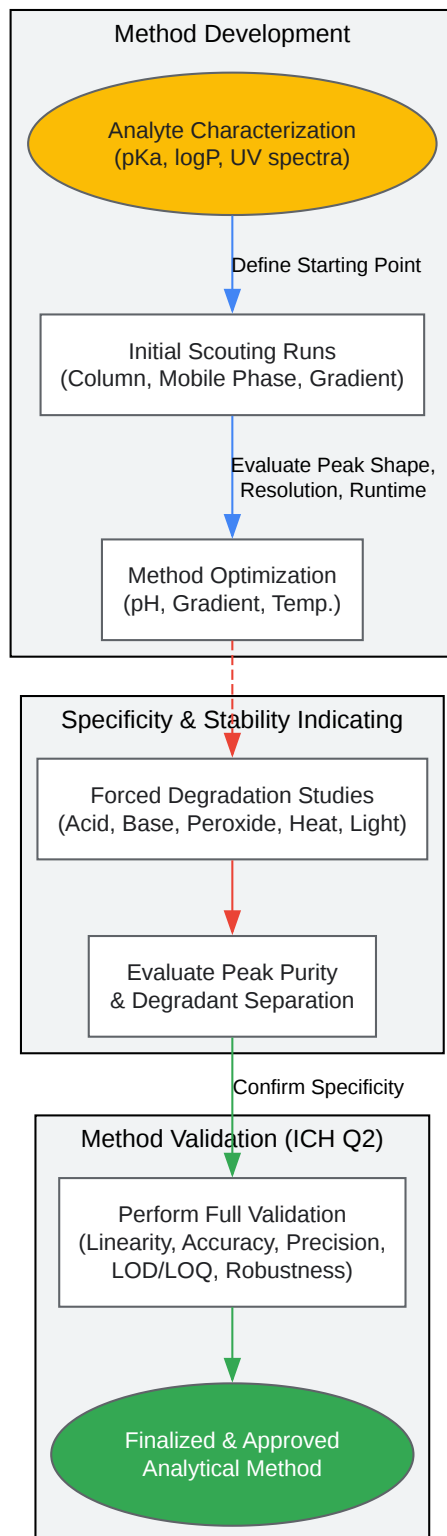 Method Development
Analyte Characterization
(pKa, logP, UV spectra)
Define Starting Point
Initial Scouting Runs
(Column, Mobile Phase, Gradient)
Evaluate Peak Shape,
Resolution, Runtime
Method Optimization
(pH, Gradient, Temp.)
Specificity & Stability Indicating
Forced Degradation Studies
(Acid, Base, Peroxide, Heat, Light)
Evaluate Peak Purity
& Degradant Separation
Confirm Specificity
Method Validation (ICH Q2)
Perform Full Validation
(Linearity, Accuracy, Precision,
LOD/LOQ, Robustness)
Finalized & Approved
Analytical Method